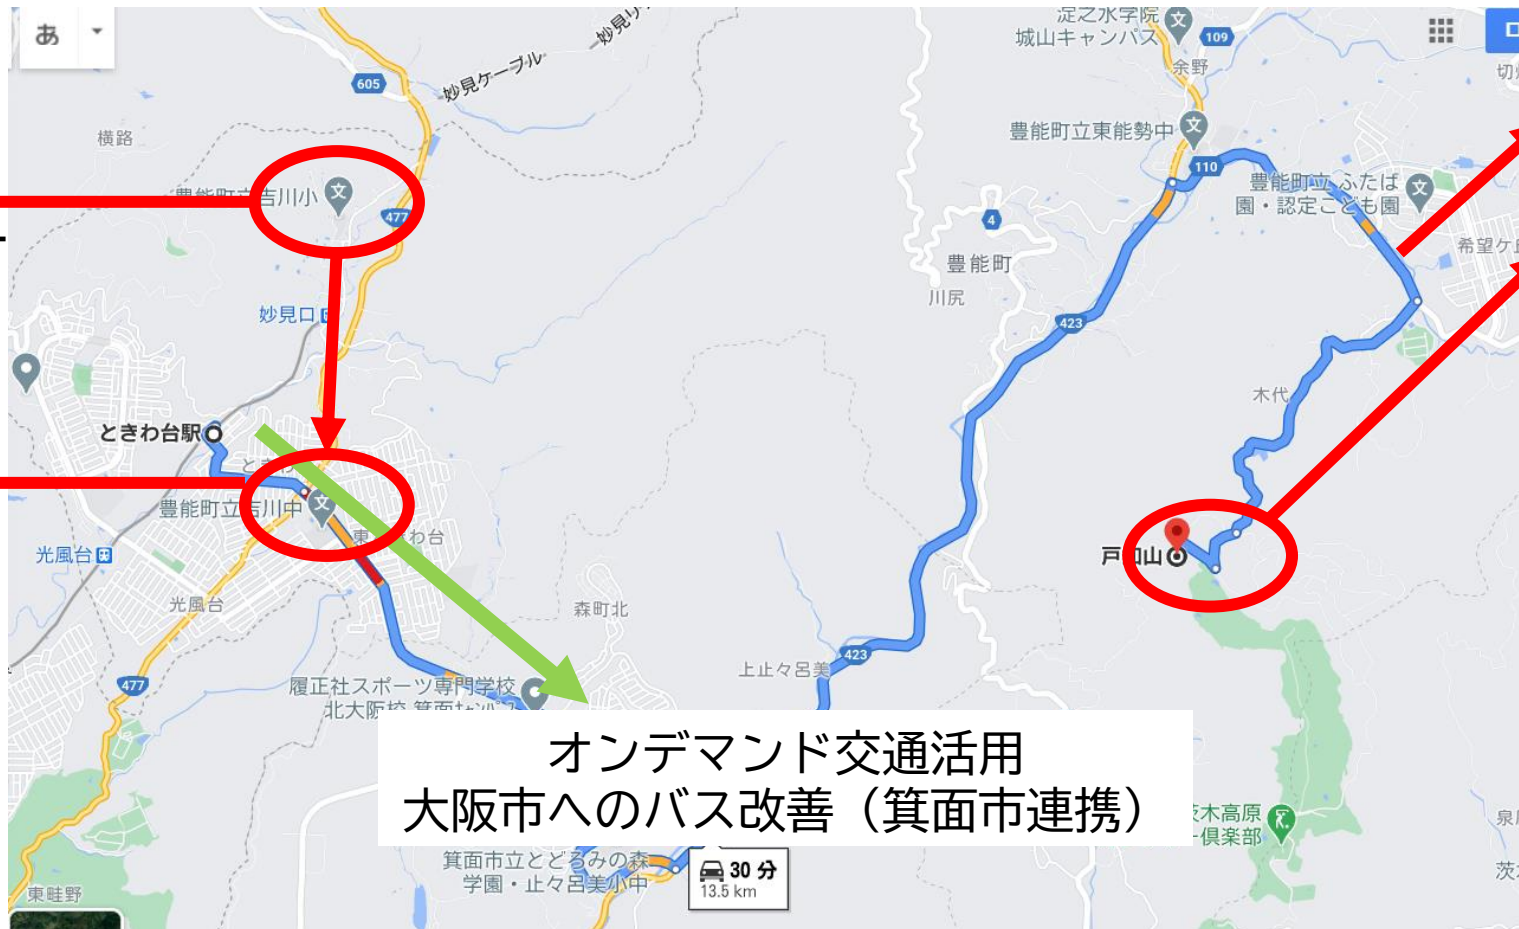 あ
淀之水学院
城山キャンパス
109
余野
605
妙見ケーブル
横路
豊能町立東能勢中
110
豊能町立吉川小
477
豊能町立 ふたば
園・認定こども園
4
豊能町
希望ケ丘
川尻
妙見口
423
木代
ときわ台駅
豊能町立吉川中
光風台
光風台
森町北
上止々呂美
423
477
履正社スポーツ専門学校
オンデマンド交通活用
大阪市へのバス改善（箕面市連携）
箕面市立とどろみの森
学園・止々呂美小中
30 分
13.5 km
東畦野